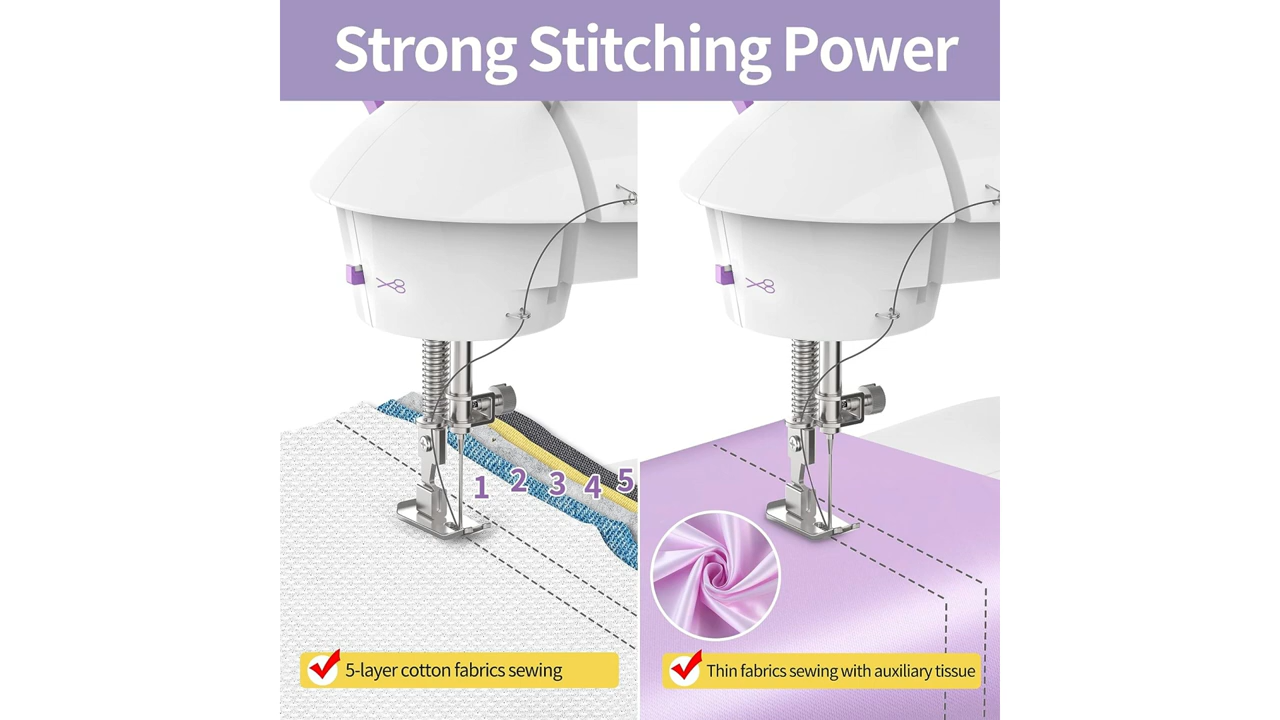 Strong Stitching Power
1 2 3 4 5
5-layer cotton fabrics sewing
Thin fabrics sewing with auxiliary tissue